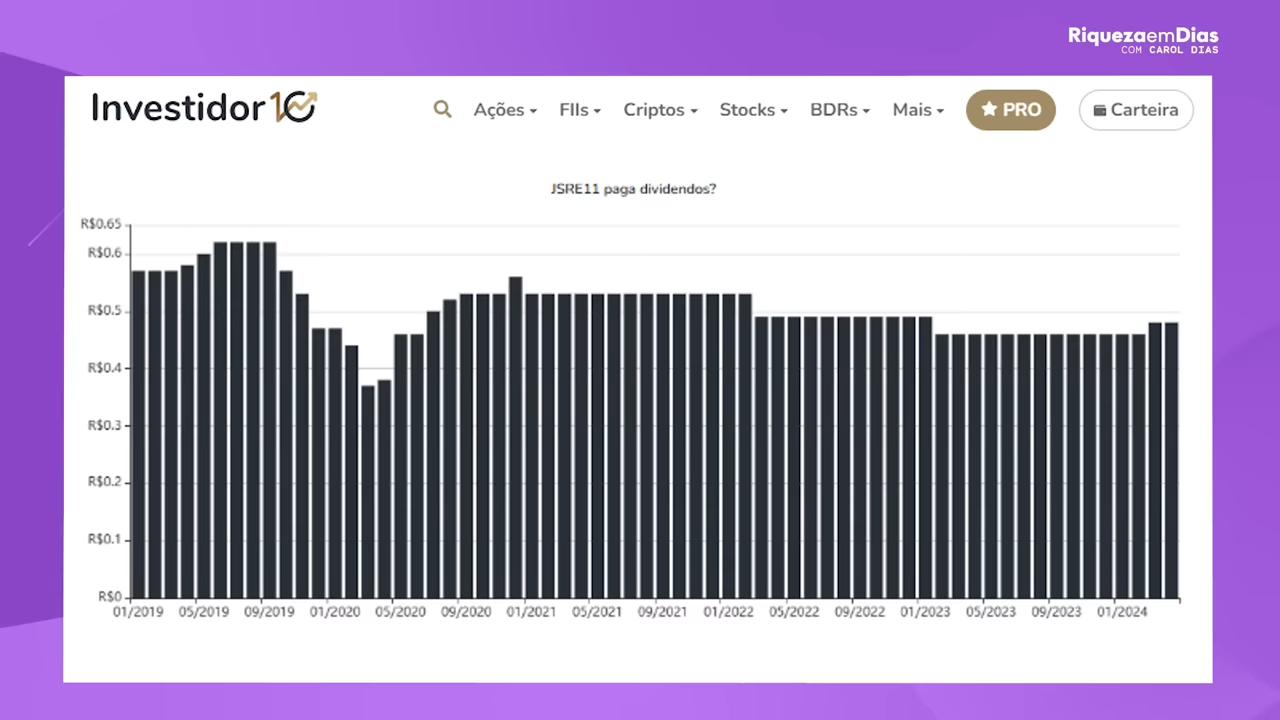 RiquezaemDias
COM CAROL DIAS
Investidor 10
Ações
FIIs
Criptos
Stocks
BDRs
Mais
PRO
Carteira
JSRE11 paga dividendos?
R$0.65
R$0.6
R$0.5
R$0.4
R$0.3
R$0.2
R$0.1
R$0
01/2019 05/2019 09/2019 01/2020 05/2020 09/2020 01/2021 05/2021 09/2021 01/2022 05/2022 09/2022 01/2023 05/2023 09/2023 01/2024